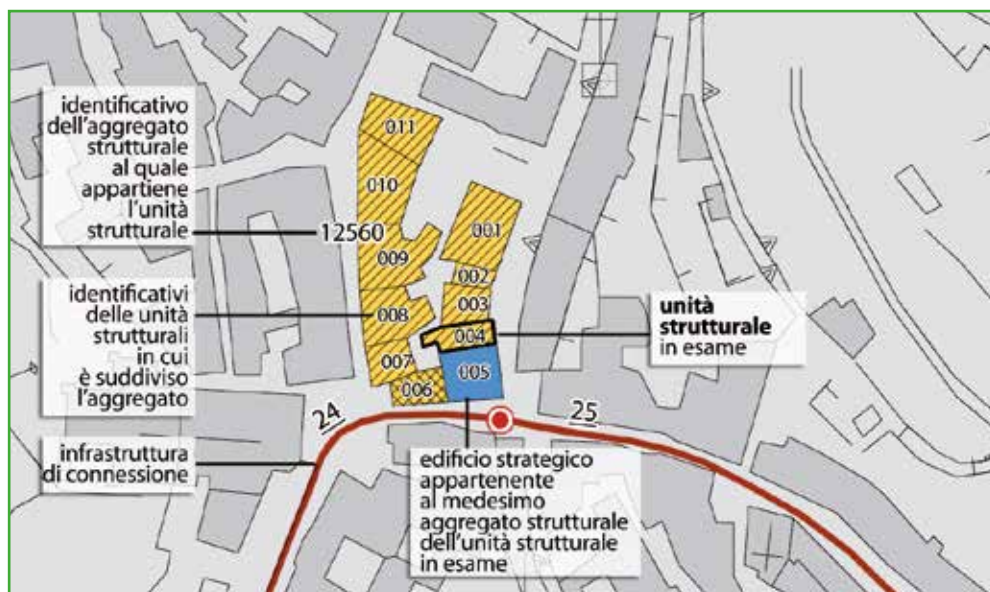 identificativo
dell'aggregato
strutturale
al quale
appartiene
l'unità
strutturale
12560
identificativi
delle unità
strutturali
in cui
è suddiviso
l'aggregato
infrastruttura
di connessione
011
010
009
008
007
006
001
002
003
004
005
unità
strutturale
in esame
24
25
edificio strategico
appartenente
al medesimo
aggregato strutturale
dell'unità strutturale
in esame